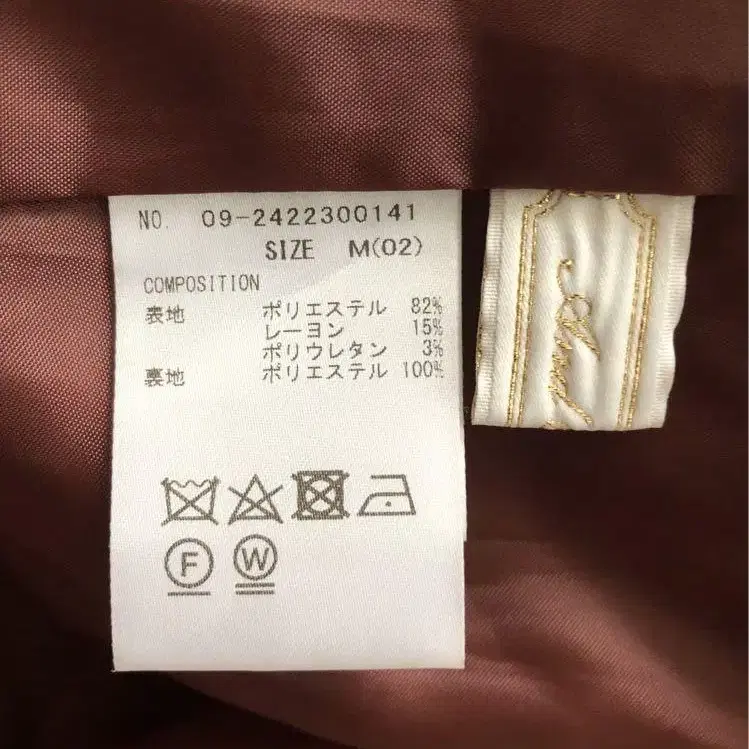 NO. 09-2422300141
SIZE M(02)
COMPOSITION
表地 ポリエステル 82%
レーヨン 15%
ポリウレタン 3%
裏地 ポリエステル 100%
F W